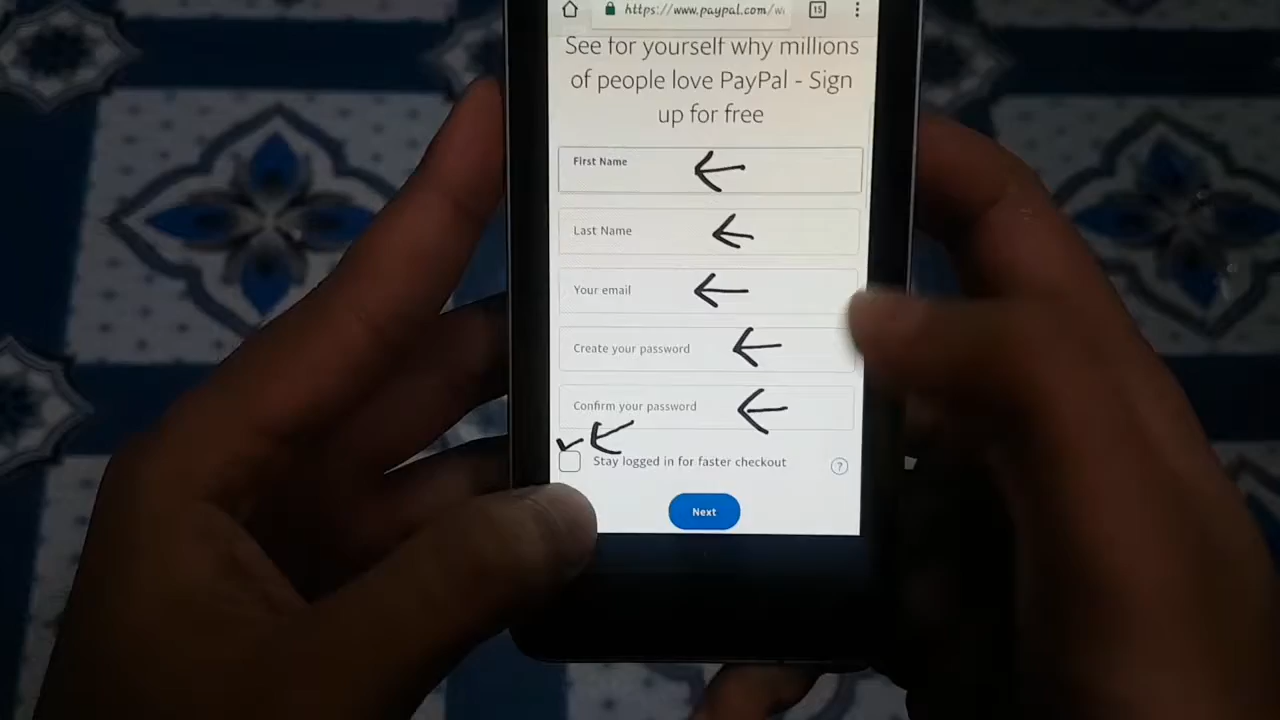 https://www.paypal.com/w
15
See for yourself why millions
of people love PayPal - Sign
up for free
First Name
Last Name
Your email
Create your password
Confirm your password
Stay logged in for faster checkout
?
Next